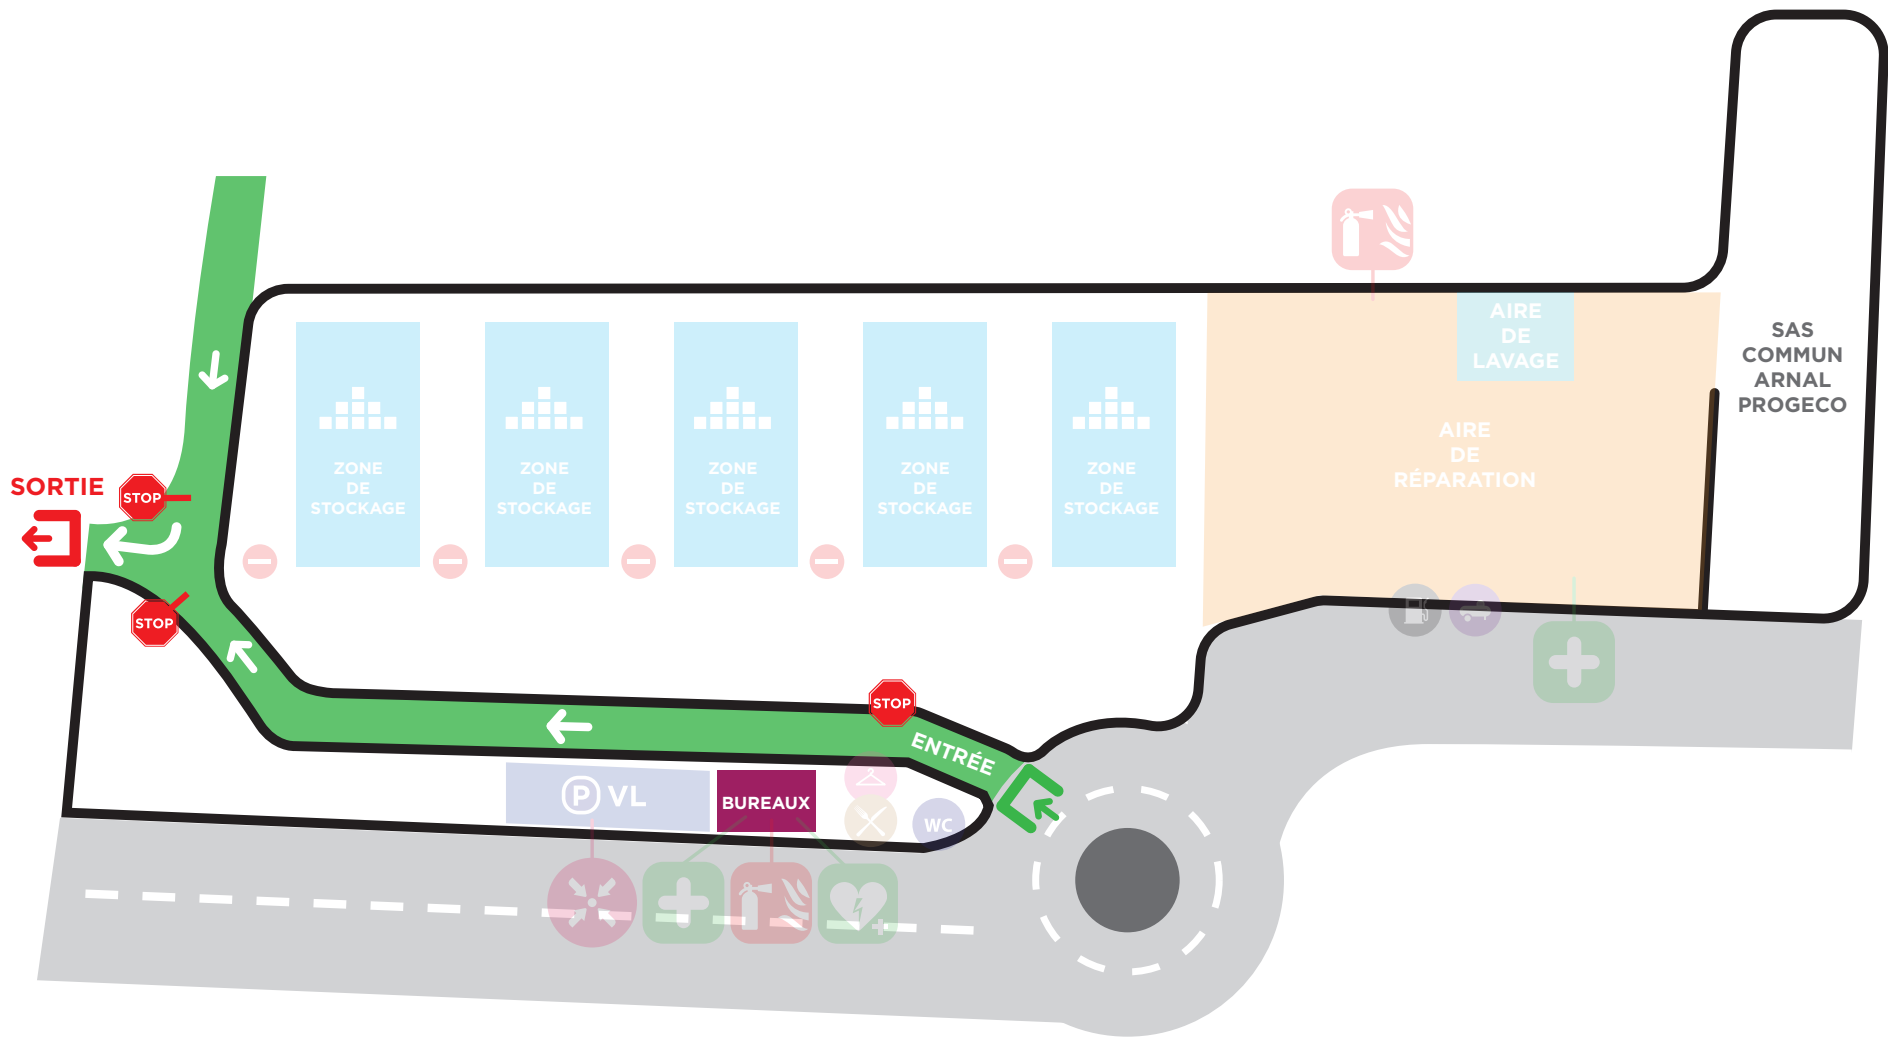 AIRE
DE
LAVAGE
SAS
COMMUN
ARNAL
PROGECO
AIRE
DE
RÉPARATION
ZONE
DE
STOCKAGE
ZONE
DE
STOCKAGE
ZONE
DE
STOCKAGE
ZONE
DE
STOCKAGE
ZONE
DE
STOCKAGE
SORTIE
STOP
STOP
STOP
ENTRÉE
P VL
BUREAUX
WC